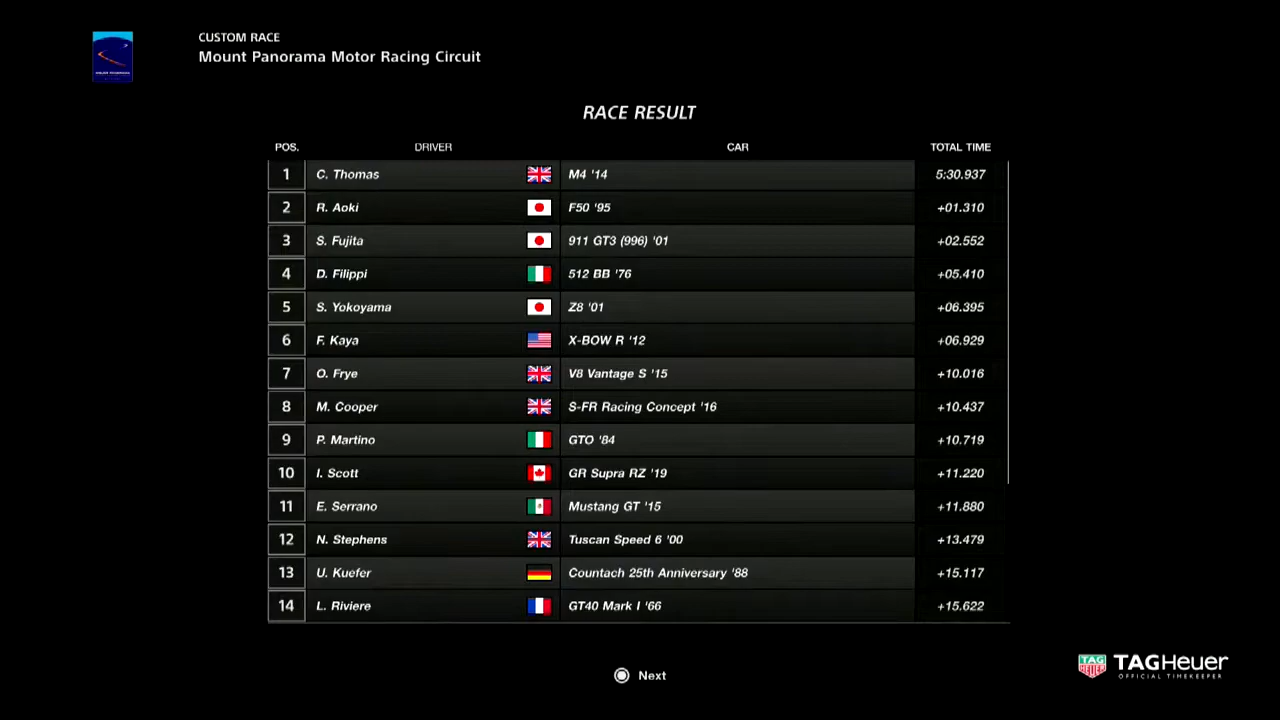 CUSTOM RACE
Mount Panorama Motor Racing Circuit
RACE RESULT
POS. DRIVER CAR TOTAL TIME
1 C. Thomas M4 '14 5:30.937
2 R. Aoki F50 '95 +01.310
3 S. Fujita 911 GT3 (996) '01 +02.552
4 D. Filippi 512 BB '76 +05.410
5 S. Yokoyama Z8 '01 +06.395
6 F. Kaya X-BOW R '12 +06.929
7 O. Frye V8 Vantage S '15 +10.016
8 M. Cooper S-FR Racing Concept '16 +10.437
9 P. Martino GTO '84 +10.719
10 I. Scott GR Supra RZ '19 +11.220
11 E. Serrano Mustang GT '15 +11.880
12 N. Stephens Tuscan Speed 6 '00 +13.479
13 U. Kuefer Countach 25th Anniversary '88 +15.117
14 L. Riviere GT40 Mark I '66 +15.622
Next
TAG HEUER TAGHeuer
OFFICIAL TIMEKEEPER